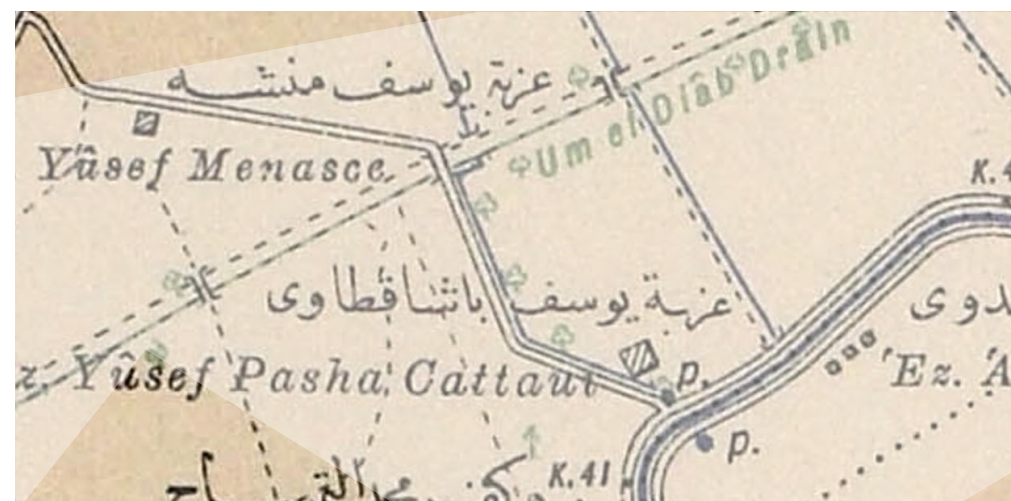 عزبة يوسف منشه
Um el Diâb Drain
Yûsef Menasce
K.4
عزبة يوسف باشا قطاوى
z. Yûsef Pasha Cattaui
p.
'Ez. 'A
p.
K.41